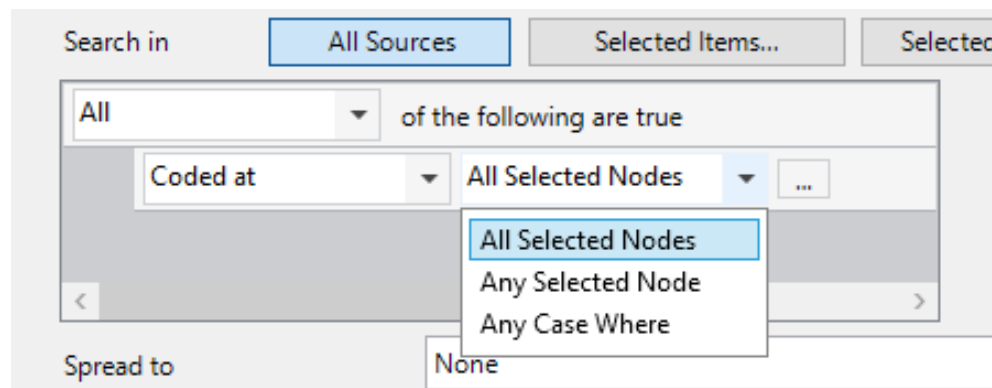 Search in All Sources Selected Items... Selected
All of the following are true
Coded at All Selected Nodes ...
All Selected Nodes
Any Selected Node
Any Case Where
Spread to None